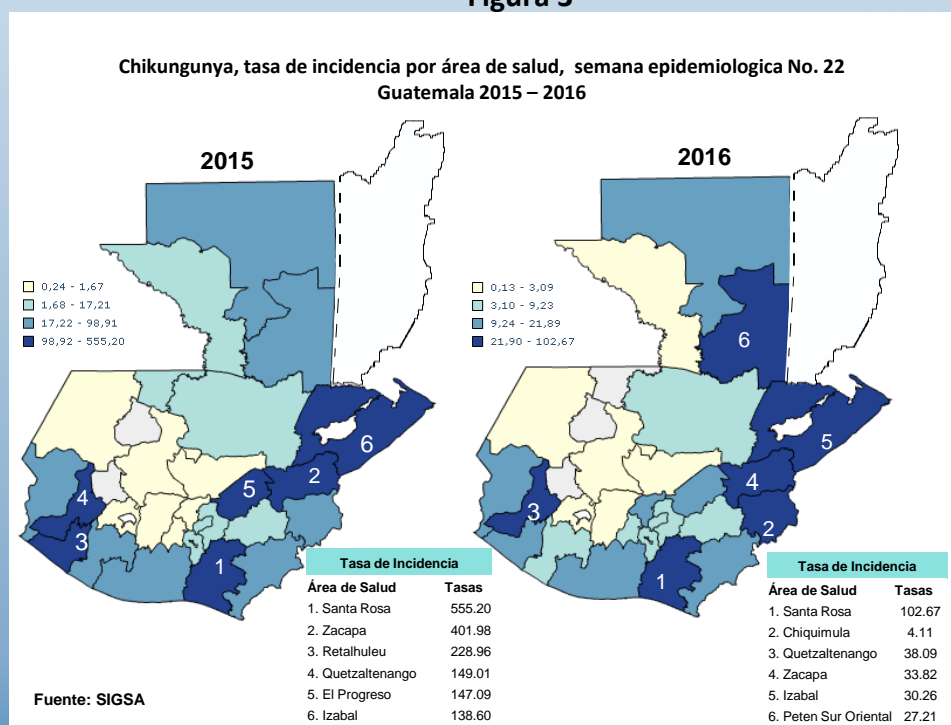 Figura 3
Chikungunya, tasa de incidencia por área de salud, semana epidemiologica No. 22
Guatemala 2015 – 2016
2015
0,24 - 1,67
1,68 - 17,21
17,22 - 98,91
98,92 - 555,20
6
2
5
4
3
1
Tasa de Incidencia
Área de Salud Tasas
1. Santa Rosa 555.20
2. Zacapa 401.98
3. Retalhuleu 228.96
4. Quetzaltenango 149.01
5. El Progreso 147.09
6. Izabal 138.60
2016
0,13 - 3,09
3,10 - 9,23
9,24 - 21,89
21,90 - 102,67
6
5
4
3
2
1
Tasa de Incidencia
Área de Salud Tasas
1. Santa Rosa 102.67
2. Chiquimula 4.11
3. Quetzaltenango 38.09
4. Zacapa 33.82
5. Izabal 30.26
6. Peten Sur Oriental 27.21
Fuente: SIGSA